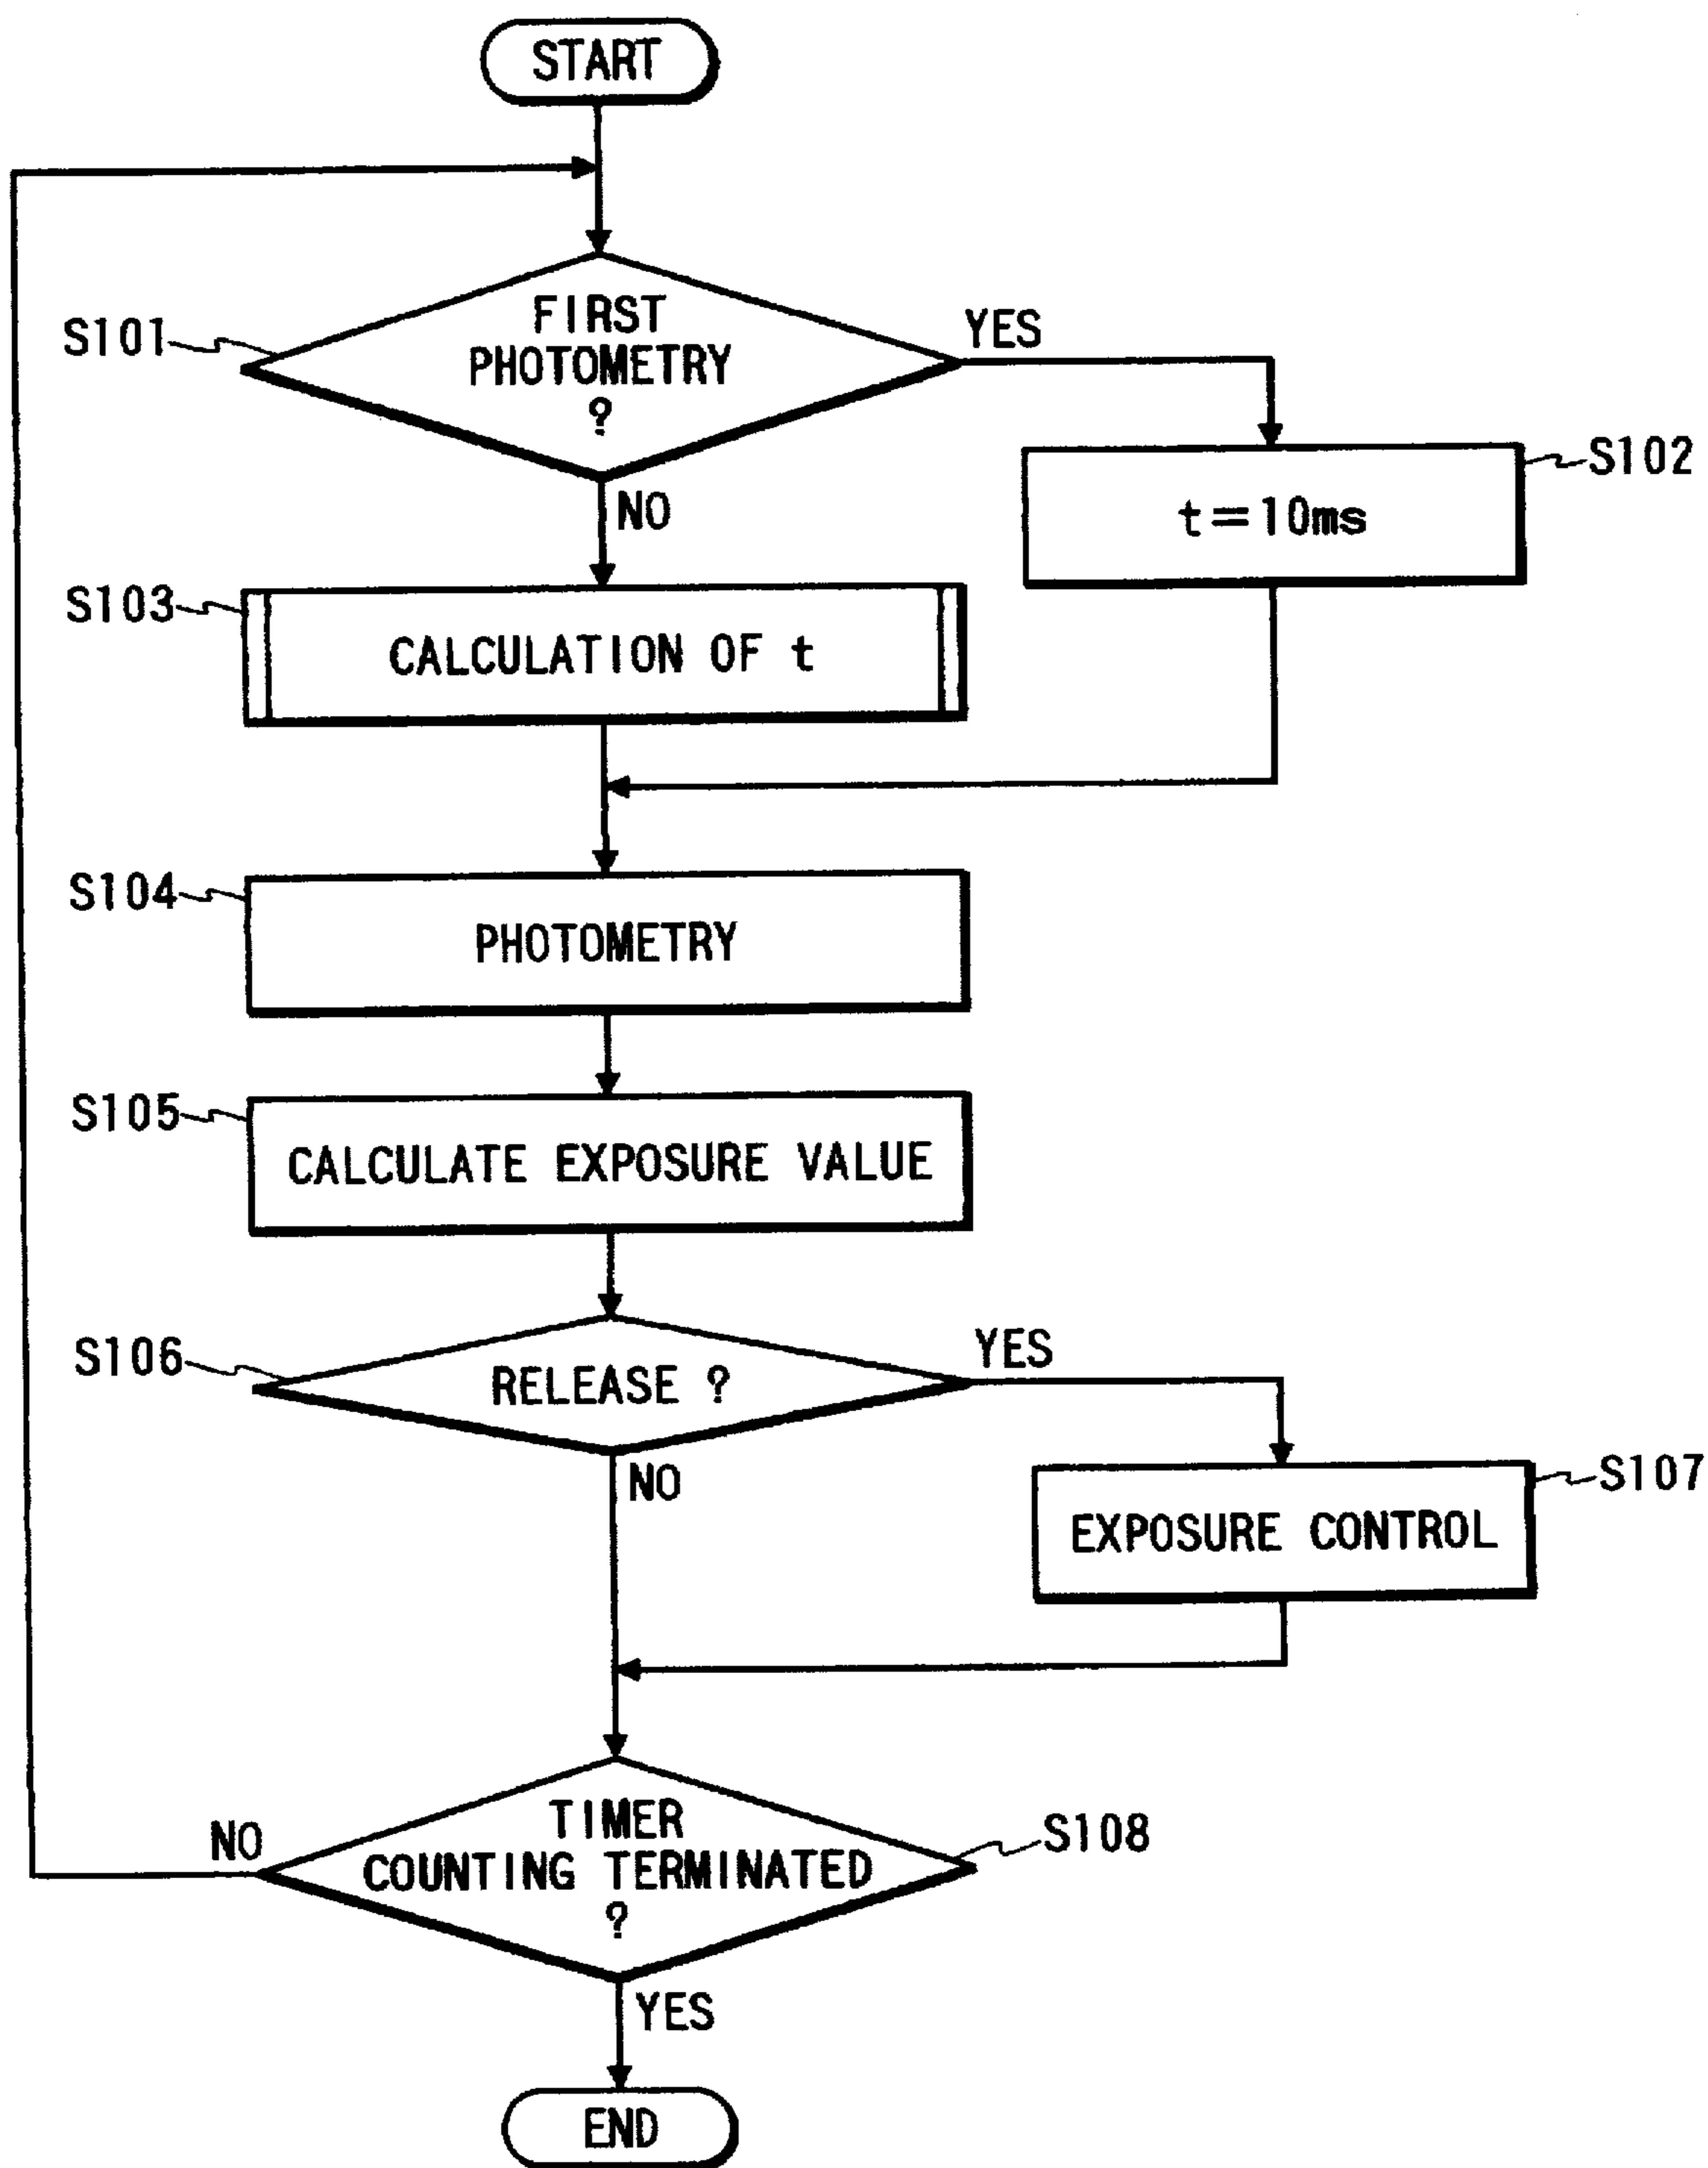 START
S101
FIRST
PHOTOMETRY
?
YES
NO
S102
t=10ms
S103
CALCULATION OF t
S104
PHOTOMETRY
S105
CALCULATE EXPOSURE VALUE
S106
RELEASE ?
YES
NO
S107
EXPOSURE CONTROL
S108
TIMER
COUNTING TERMINATED
?
NO
YES
END